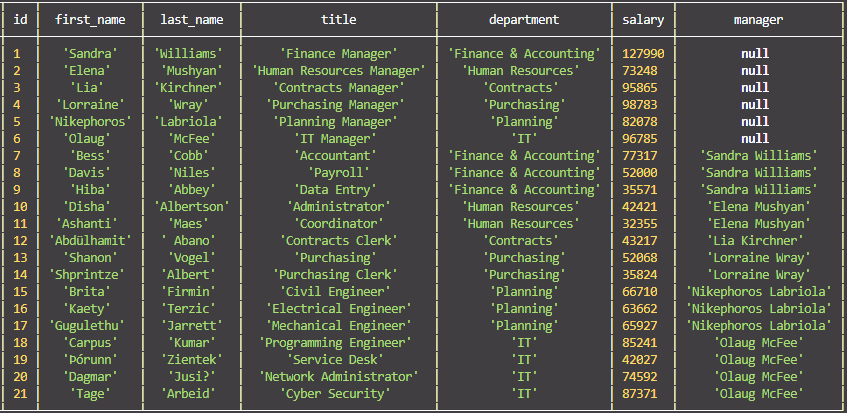 id first_name last_name title department salary manager
1 'Sandra' 'Williams' 'Finance Manager' 'Finance & Accounting' 127990 null
2 'Elena' 'Mushyan' 'Human Resources Manager' 'Human Resources' 73248 null
3 'Lia' 'Kirchner' 'Contracts Manager' 'Contracts' 95865 null
4 'Lorraine' 'Wray' 'Purchasing Manager' 'Purchasing' 98783 null
5 'Nikephoros' 'Labriola' 'Planning Manager' 'Planning' 82078 null
6 'Olaug' 'McFee' 'IT Manager' 'IT' 96785 null
7 'Bess' 'Cobb' 'Accountant' 'Finance & Accounting' 77317 'Sandra Williams'
8 'Davis' 'Niles' 'Payroll' 'Finance & Accounting' 52000 'Sandra Williams'
9 'Hiba' 'Abbey' 'Data Entry' 'Finance & Accounting' 35571 'Sandra Williams'
10 'Disha' 'Albertson' 'Administrator' 'Human Resources' 42421 'Elena Mushyan'
11 'Ashanti' 'Maes' 'Coordinator' 'Human Resources' 32355 'Elena Mushyan'
12 'Abdülhamit' 'Abano' 'Contracts Clerk' 'Contracts' 43217 'Lia Kirchner'
13 'Shanon' 'Vogel' 'Purchasing' 'Purchasing' 52068 'Lorraine Wray'
14 'Shprintze' 'Albert' 'Purchasing Clerk' 'Purchasing' 35824 'Lorraine Wray'
15 'Brita' 'Firmin' 'Civil Engineer' 'Planning' 66710 'Nikephoros Labriola'
16 'Kaety' 'Terzic' 'Electrical Engineer' 'Planning' 63662 'Nikephoros Labriola'
17 'Gugulethu' 'Jarrett' 'Mechanical Engineer' 'Planning' 65927 'Nikephoros Labriola'
18 'Carpus' 'Kumar' 'Programming Engineer' 'IT' 85241 'Olaug McFee'
19 'Þórunn' 'Zientek' 'Service Desk' 'IT' 42027 'Olaug McFee'
20 'Dagmar' 'Jusi?' 'Network Administrator' 'IT' 74592 'Olaug McFee'
21 'Tage' 'Arbeid' 'Cyber Security' 'IT' 87371 'Olaug McFee'